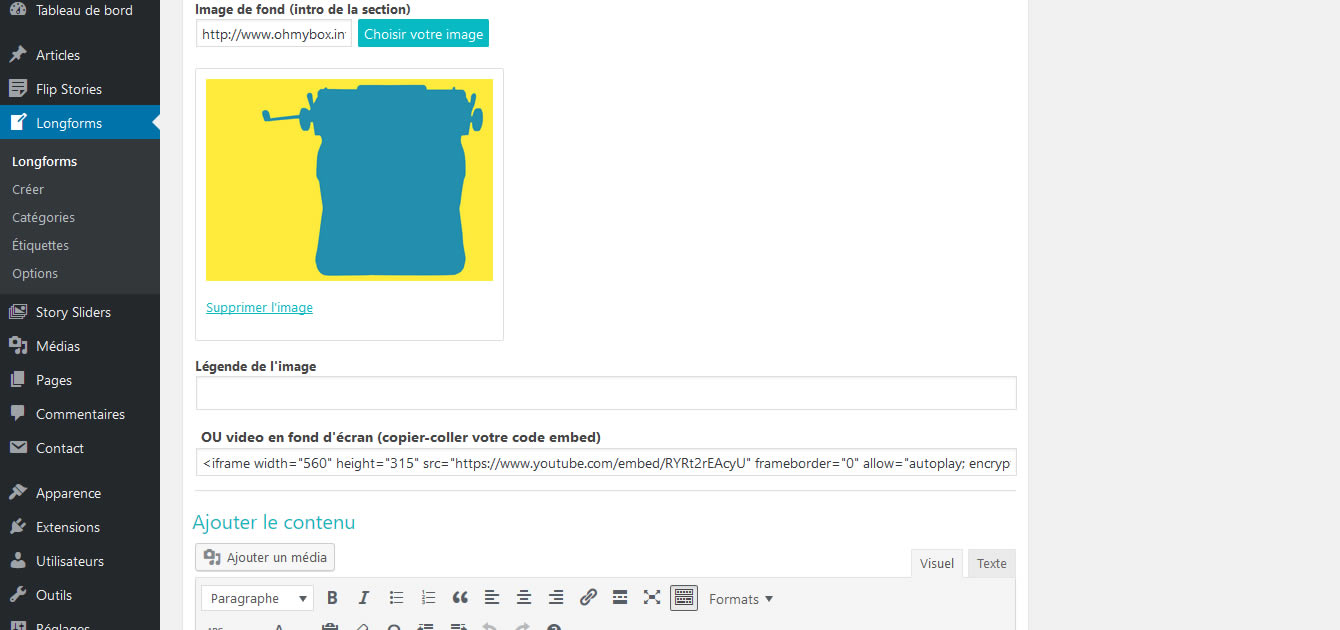 Tableau de bord
Articles
Flip Stories
Longforms
Longforms
Créer
Catégories
Étiquettes
Options
Story Sliders
Médias
Pages
Commentaires
Contact
Apparence
Extensions
Utilisateurs
Outils
Réglages
Image de fond (intro de la section)
http://www.ohmybox.in
Choisir votre image
Supprimer l'image
Légende de l'image
OU video en fond d'écran (copier-coller votre code embed)
<iframe width="560" height="315" src="https://www.youtube.com/embed/RYRt2rEAcyU" frameborder="0" allow="autoplay; encryp
Ajouter le contenu
Ajouter un média
Visuel Texte
Paragraphe B I Formats